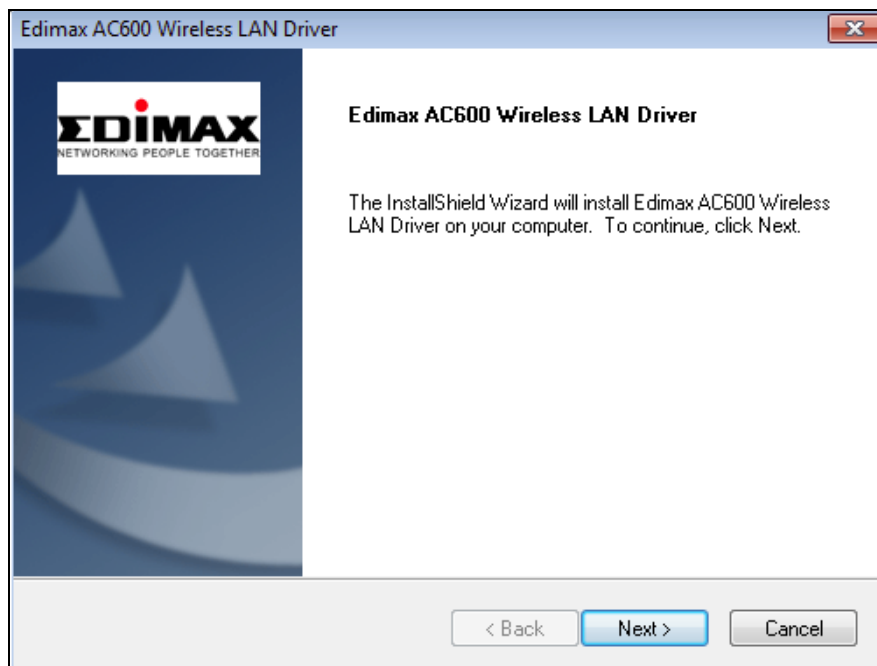 Edimax AC600 Wireless LAN Driver
EDIMAX
NETWORKING PEOPLE TOGETHER
Edimax AC600 Wireless LAN Driver
The InstallShield Wizard will install Edimax AC600 Wireless
LAN Driver on your computer.  To continue, click Next.
< Back
Next >
Cancel